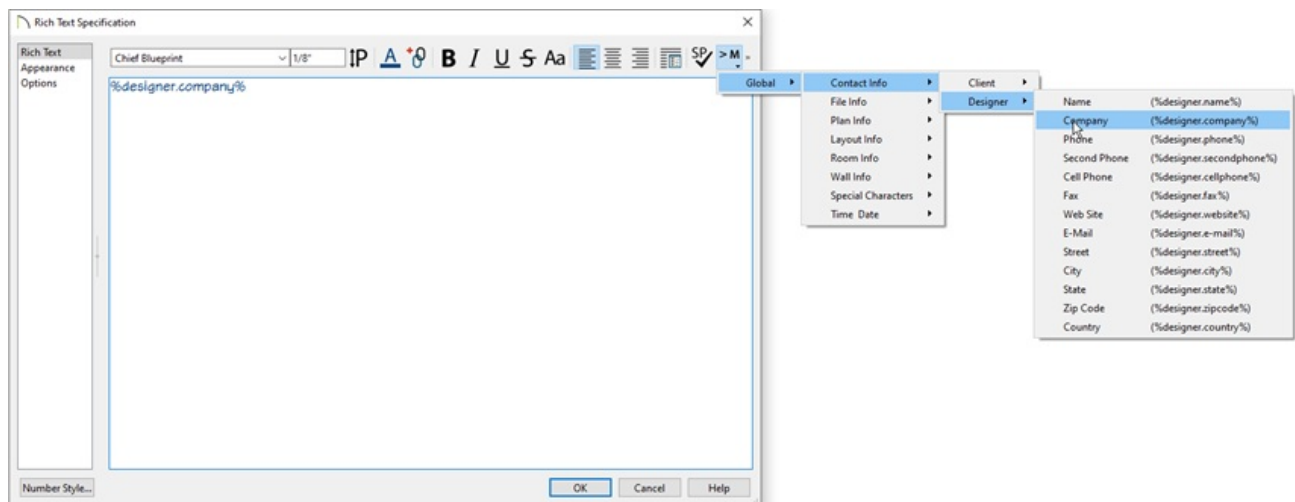 Rich Text Specification
Rich Text
Appearance
Options
Chief Blueprint
1/8"
P A B I U S Aa SP >M
%designer.company%
Global
Contact Info
File Info
Plan Info
Layout Info
Room Info
Wall Info
Special Characters
Time Date
Client
Designer
Name (%designer.name%)
Company (%designer.company%)
Phone (%designer.phone%)
Second Phone (%designer.secondphone%)
Cell Phone (%designer.cellphone%)
Fax (%designer.fax%)
Web Site (%designer.website%)
E-Mail (%designer.e-mail%)
Street (%designer.street%)
City (%designer.city%)
State (%designer.state%)
Zip Code (%designer.zipcode%)
Country (%designer.country%)
Number Style... OK Cancel Help